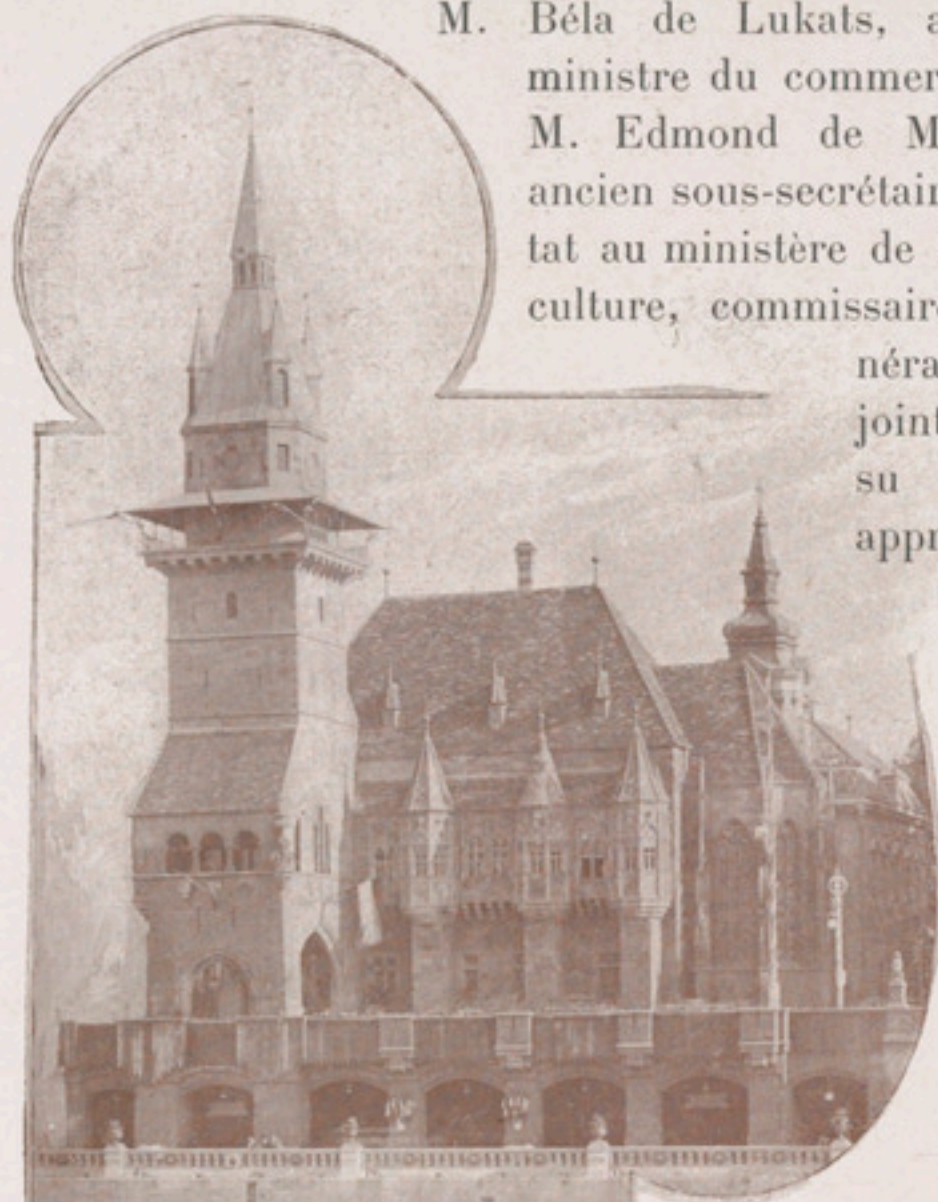 M. Béla de Lukats, a
ministre du commer
M. Edmond de M
ancien sous-secrétair
tat au ministère de
culture, commissair
néra
joint
su
appr